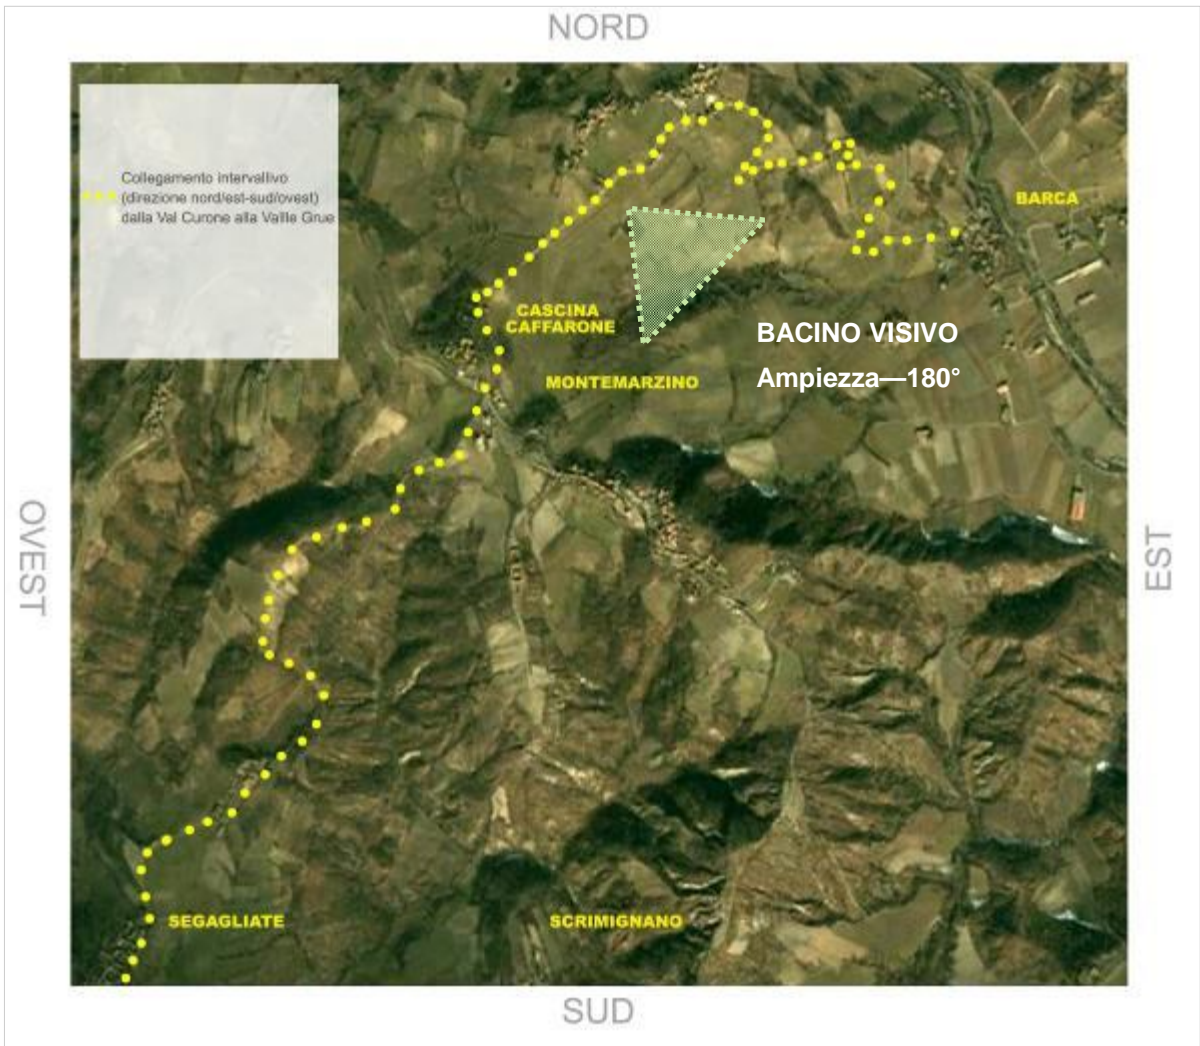 NORD
Collegamento intervallivo
(direzione nord/est-sud/ovest)
dalla Val Curone alla Vallle Grue
BARCA
CASCINA
CAFFARONE
BACINO VISIVO
Ampiezza—180°
MONTEMARZINO
OVEST
EST
SEGAGLIATE
SCRIMIGNANO
SUD